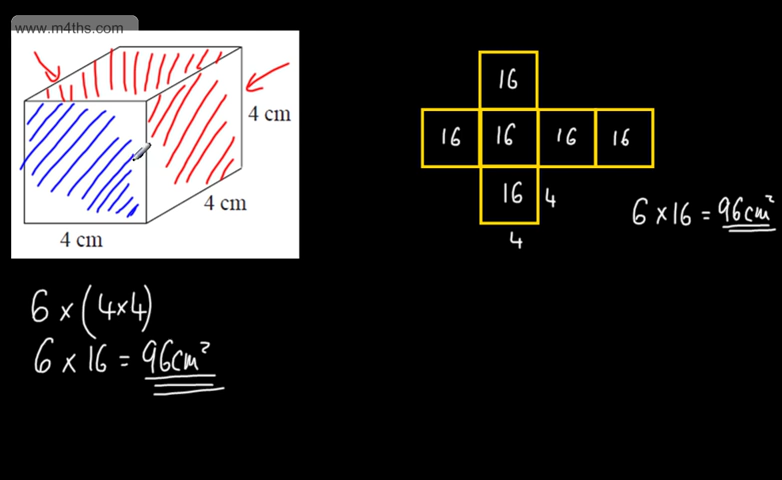 www.m4ths.com
4 cm
4 cm
4 cm
6 × (4×4)
6 × 16 = 96cm²
16
16 16 16 16
16 4
4
6 × 16 = 96cm²